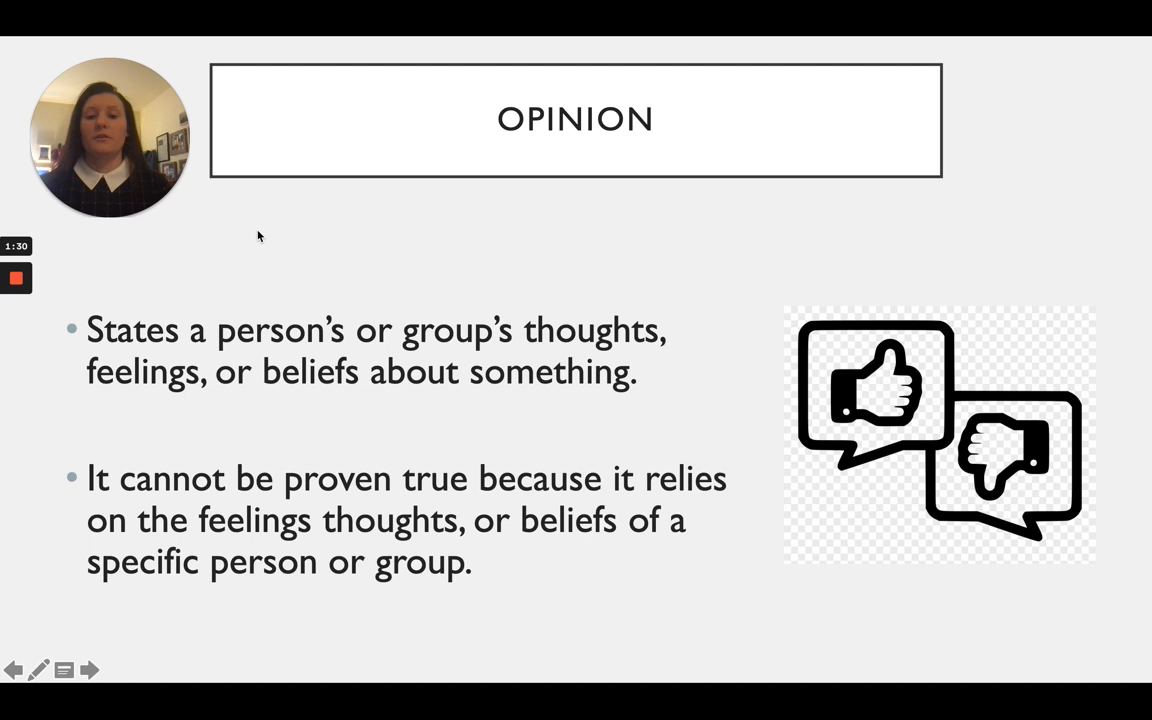 OPINION
1:30
• States a person's or group's thoughts,
feelings, or beliefs about something.
• It cannot be proven true because it relies
on the feelings thoughts, or beliefs of a
specific person or group.